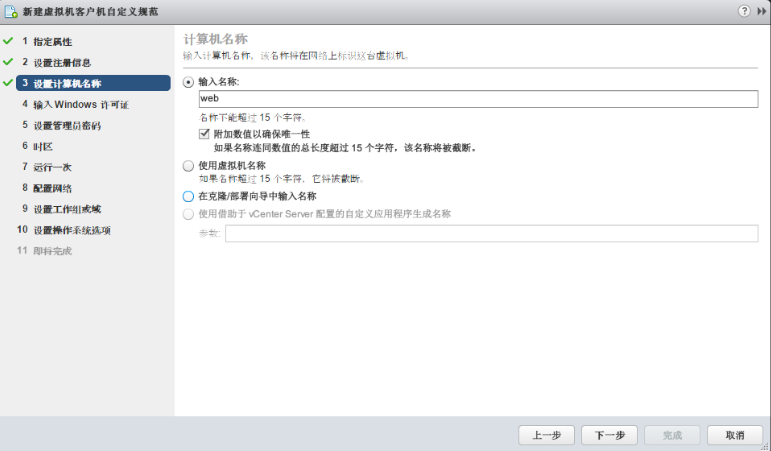 新建虚拟机客户机自定义规范
1 指定属性
2 设置注册信息
3 设置计算机名称
4 输入 Windows 许可证
5 设置管理员密码
6 时区
7 运行一次
8 配置网络
9 设置工作组或域
10 设置操作系统选项
11 即将完成
计算机名称
输入计算机名称，该名称将在网络上标识这台虚拟机。
输入名称:
web
名称不能超过 15 个字符。
附加数值以确保唯一性
如果名称连同数值的总长度超过 15 个字符，该名称将被截断。
使用虚拟机名称
如果名称超过 15 个字符，它将被截断。
在克隆/部署向导中输入名称
使用借助于 vCenter Server 配置的自定义应用程序生成名称
参数:
上一步
下一步
完成
取消